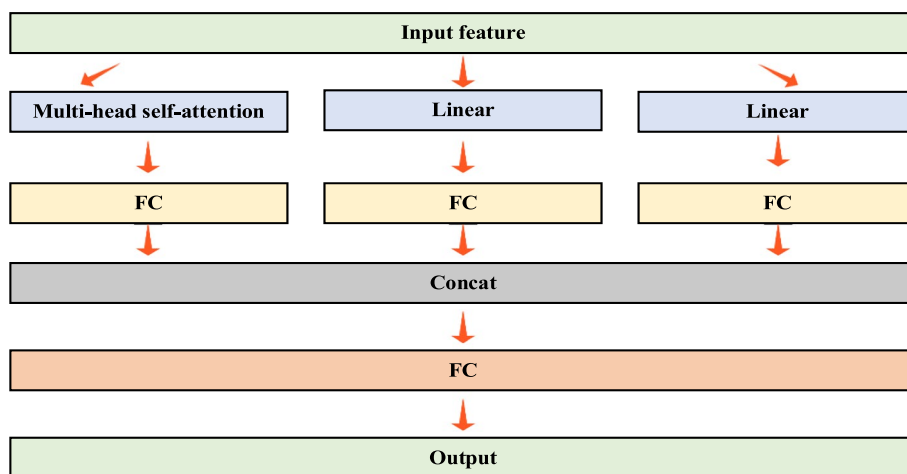 Input feature
Multi-head self-attention
Linear
Linear
FC
FC
FC
Concat
FC
Output